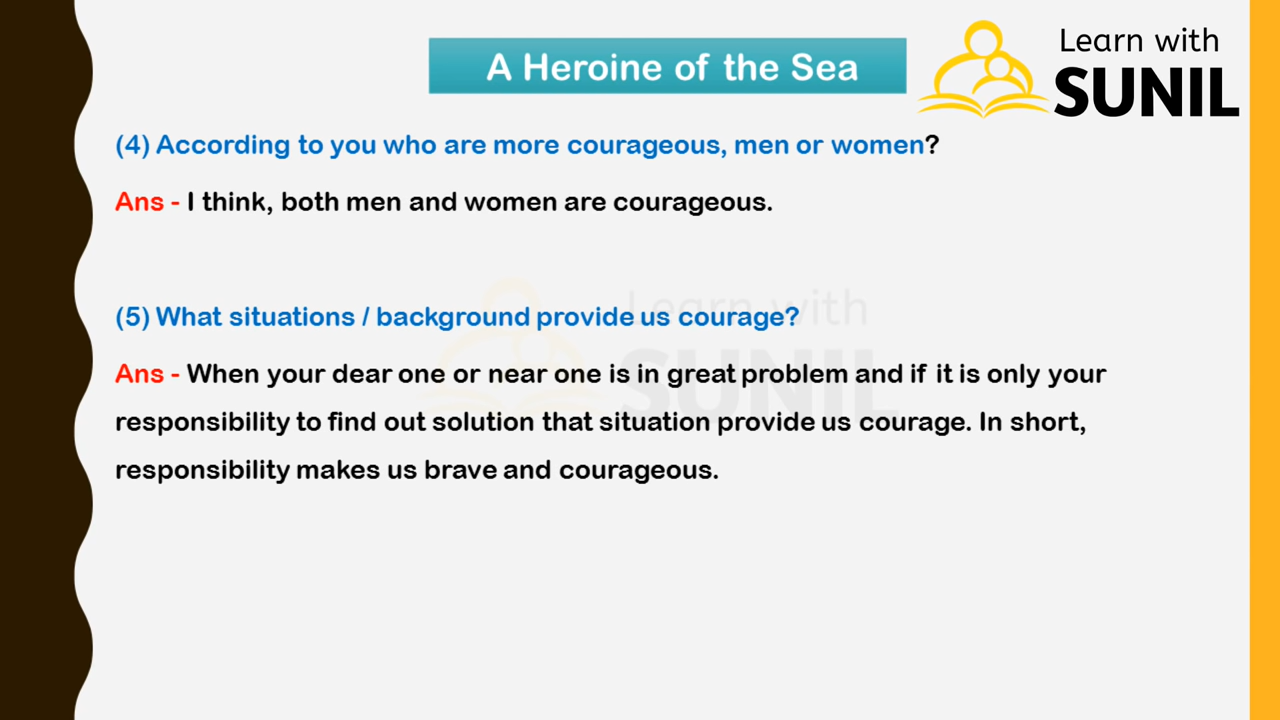 A Heroine of the Sea
Learn with
SUNIL
(4) According to you who are more courageous, men or women?
Ans - I think, both men and women are courageous.
Learn with
SUNIL
(5) What situations / background provide us courage?
Ans - When your dear one or near one is in great problem and if it is only your
responsibility to find out solution that situation provide us courage. In short,
responsibility makes us brave and courageous.